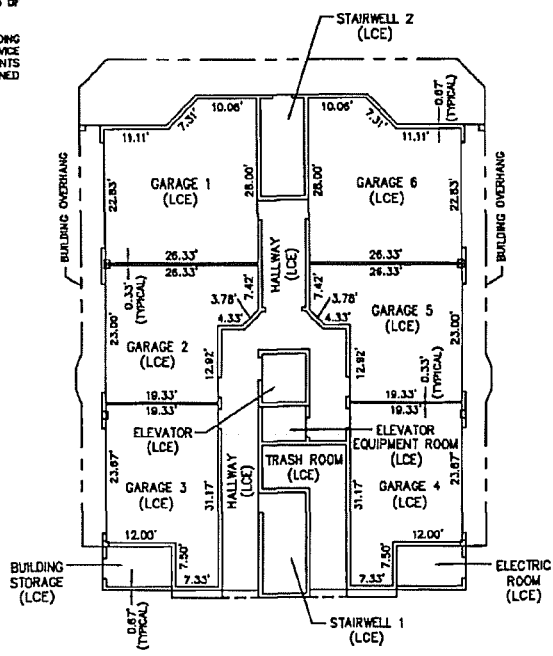 OF
DING
VICE
NTS
NED
STAIRWELL 2
(LCE)
10.06'
10.06'
7.31'
7.31'
0.67'
(TYPICAL)
11.11'
11.11'
BUILDING OVERHANG
22.83'
GARAGE 1
(LCE)
28.00'
28.00'
GARAGE 6
(LCE)
22.83'
BUILDING OVERHANG
HALLWAY
(LCE)
26.33'
26.33'
26.33'
26.33'
0.33'
(TYPICAL)
7.42'
7.42'
3.78'
3.78'
4.33'
4.33'
23.00'
GARAGE 2
(LCE)
12.92'
12.92'
GARAGE 5
(LCE)
23.00'
0.33'
(TYPICAL)
19.33'
19.33'
19.33'
19.33'
ELEVATOR
(LCE)
ELEVATOR
EQUIPMENT ROOM
(LCE)
TRASH ROOM
(LCE)
23.67'
GARAGE 3
(LCE)
31.17'
HALLWAY
(LCE)
31.17'
GARAGE 4
(LCE)
23.67'
12.00'
12.00'
7.50'
7.50'
7.33'
7.33'
BUILDING
STORAGE
(LCE)
ELECTRIC
ROOM
(LCE)
0.67'
(TYPICAL)
STAIRWELL 1
(LCE)